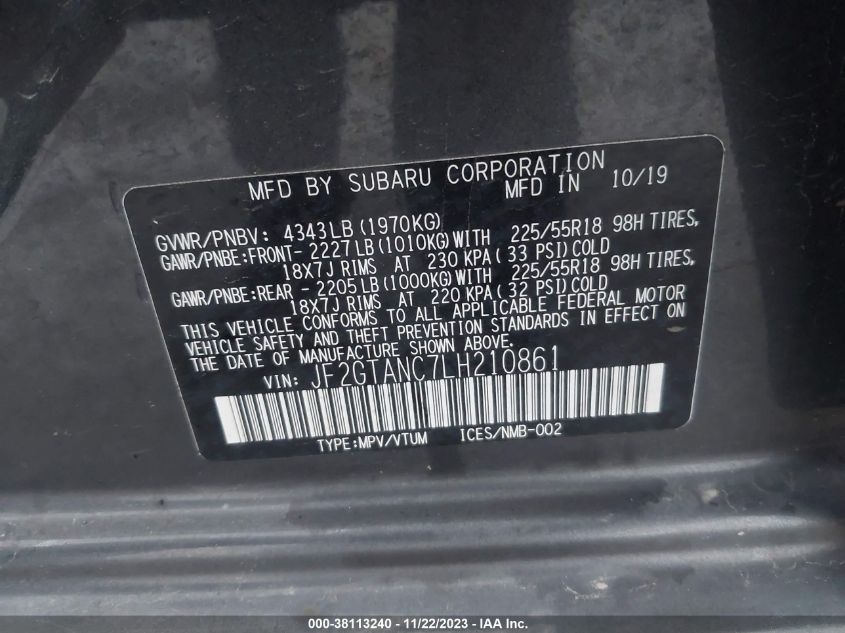 MFD BY SUBARU CORPORATION
MFD IN 10/19
GVWR/PNBV: 4343LB (1970KG)
GAWR/PNBE:FRONT- 2227LB (1010KG) WITH 225/55R18 98H TIRES,
18X7J RIMS AT 230 KPA (33 PSI) COLD
GAWR/PNBE:REAR - 2205LB (1000KG) WITH 225/55R18 98H TIRES,
18X7J RIMS AT 220 KPA (32 PSI) COLD
THIS VEHICLE CONFORMS TO ALL APPLICABLE FEDERAL MOTOR
VEHICLE SAFETY AND THEFT PREVENTION STANDARDS IN EFFECT ON
THE DATE OF MANUFACTURE SHOWN ABOVE.
VIN: JF2GTANC7LH210861
TYPE:MPV/VTUM ICES/NMB-002
000-38113240 - 11/22/2023 - IAA Inc.